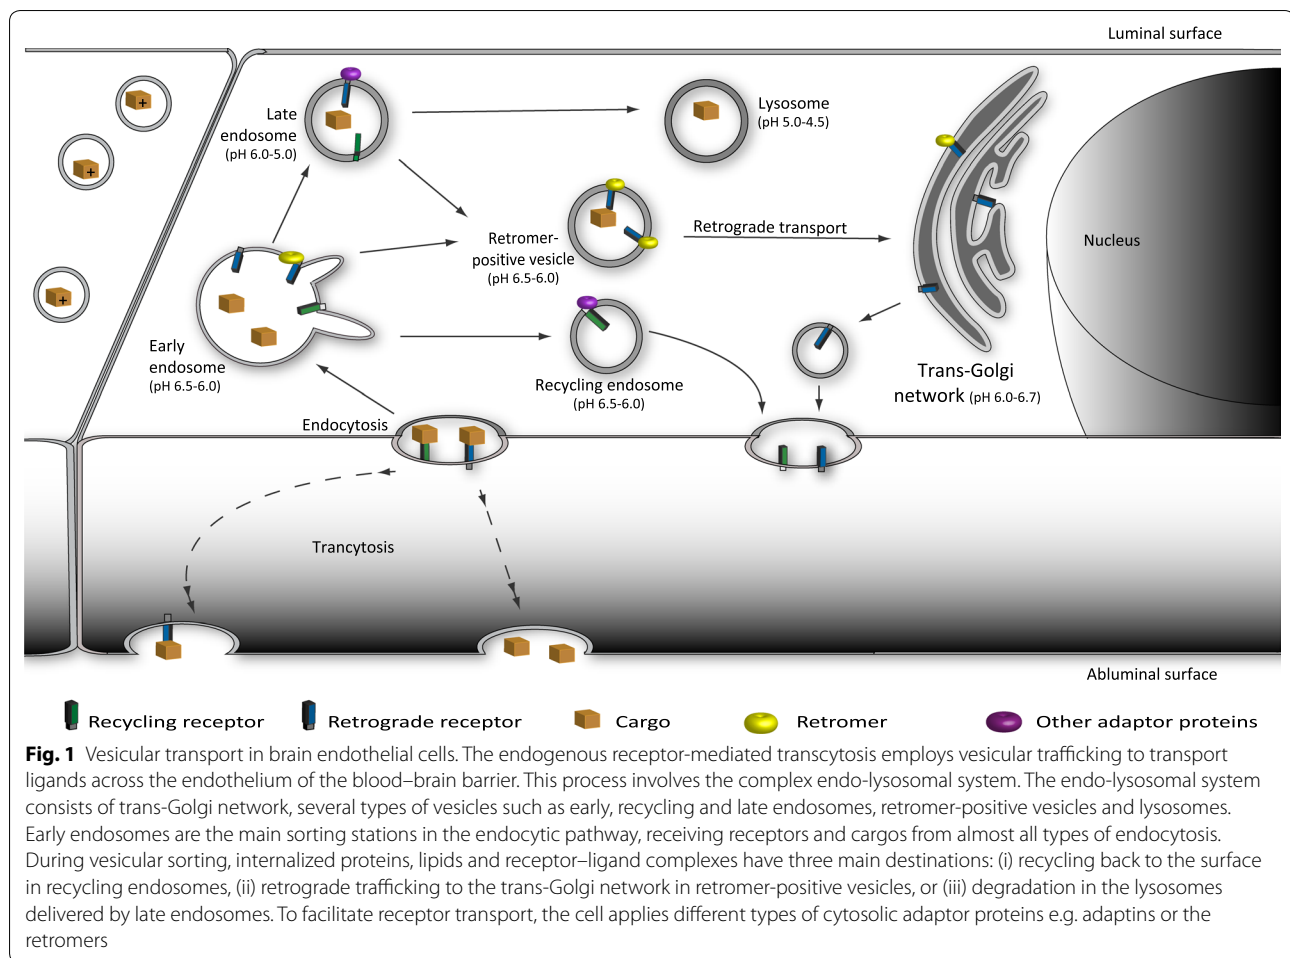 Luminal surface
Late
endosome
(pH 6.0-5.0)
Lysosome
(pH 5.0-4.5)
Retromer-
positive vesicle
(pH 6.5-6.0)
Retrograde transport
Nucleus
Early
endosome
(pH 6.5-6.0)
Recycling endosome
(pH 6.5-6.0)
Trans-Golgi
network (pH 6.0-6.7)
Endocytosis
Trancytosis
Abluminal surface
Recycling receptor
Retrograde receptor
Cargo
Retromer
Other adaptor proteins
Fig. 1 Vesicular transport in brain endothelial cells. The endogenous receptor-mediated transcytosis employs vesicular trafficking to transport
ligands across the endothelium of the blood–brain barrier. This process involves the complex endo-lysosomal system. The endo-lysosomal system
consists of trans-Golgi network, several types of vesicles such as early, recycling and late endosomes, retromer-positive vesicles and lysosomes.
Early endosomes are the main sorting stations in the endocytic pathway, receiving receptors and cargos from almost all types of endocytosis.
During vesicular sorting, internalized proteins, lipids and receptor–ligand complexes have three main destinations: (i) recycling back to the surface
in recycling endosomes, (ii) retrograde trafficking to the trans-Golgi network in retromer-positive vesicles, or (iii) degradation in the lysosomes
delivered by late endosomes. To facilitate receptor transport, the cell applies different types of cytosolic adaptor proteins e.g. adaptins or the
retromers